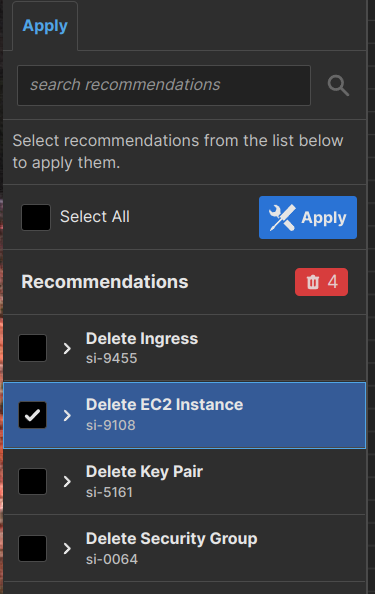 Apply
search recommendations
Select recommendations from the list below
to apply them.
Select All
Apply
Recommendations
4
Delete Ingress
si-9455
Delete EC2 Instance
si-9108
Delete Key Pair
si-5161
Delete Security Group
si-0064